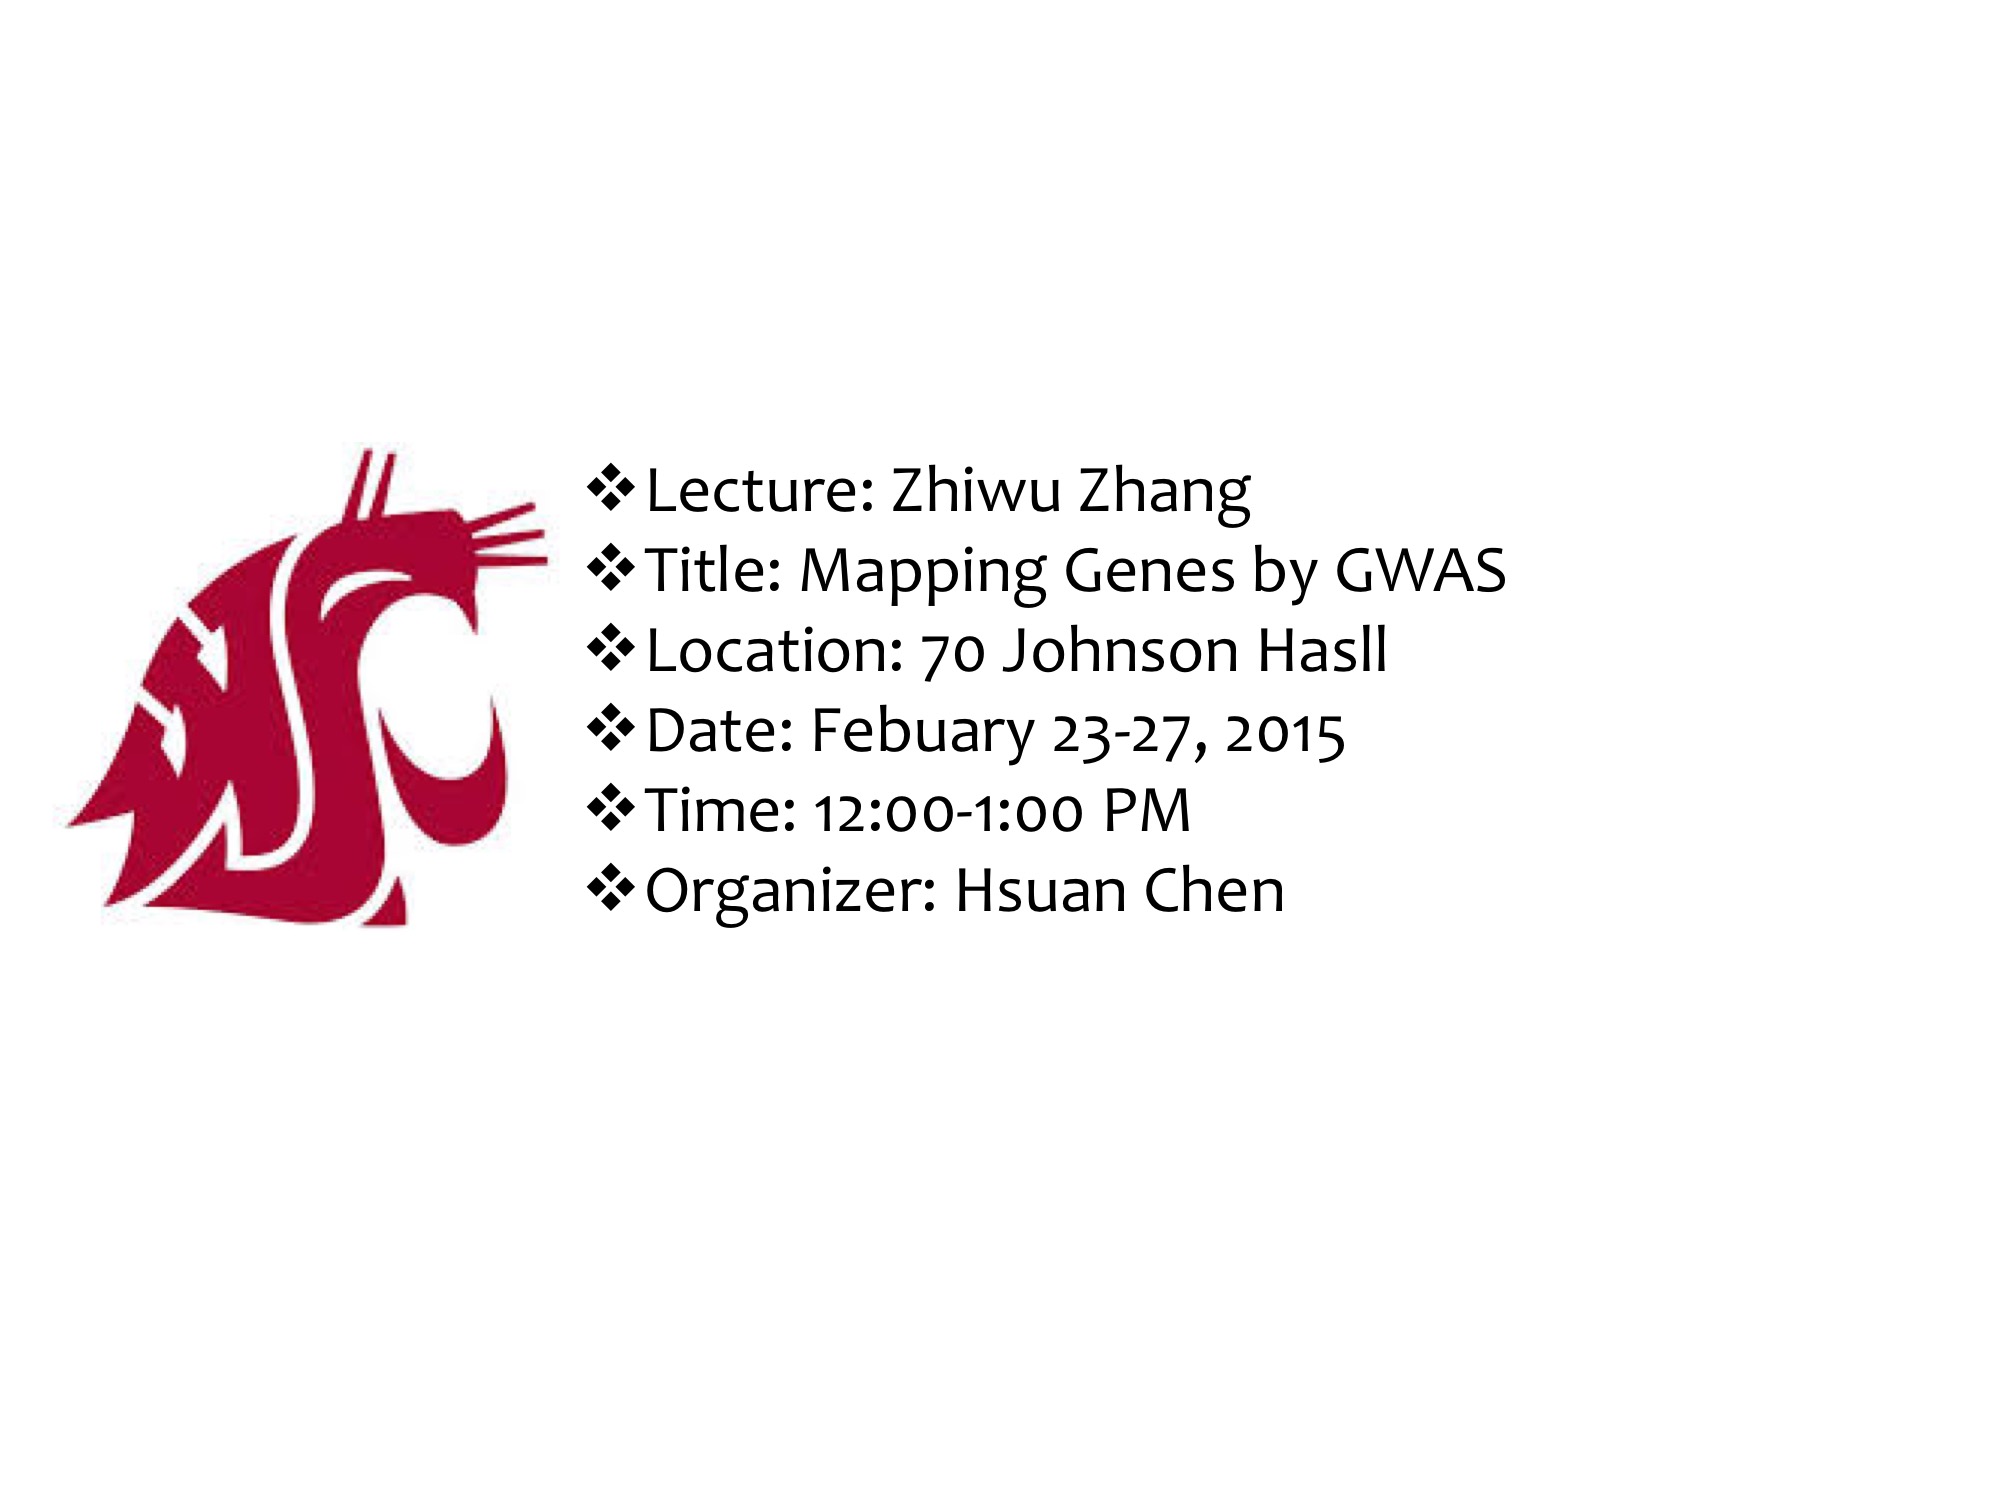 ❖Lecture: Zhiwu Zhang
❖Title: Mapping Genes by GWAS
❖Location: 70 Johnson Hasll
❖Date: Febuary 23-27, 2015
❖Time: 12:00-1:00 PM
❖Organizer: Hsuan Chen